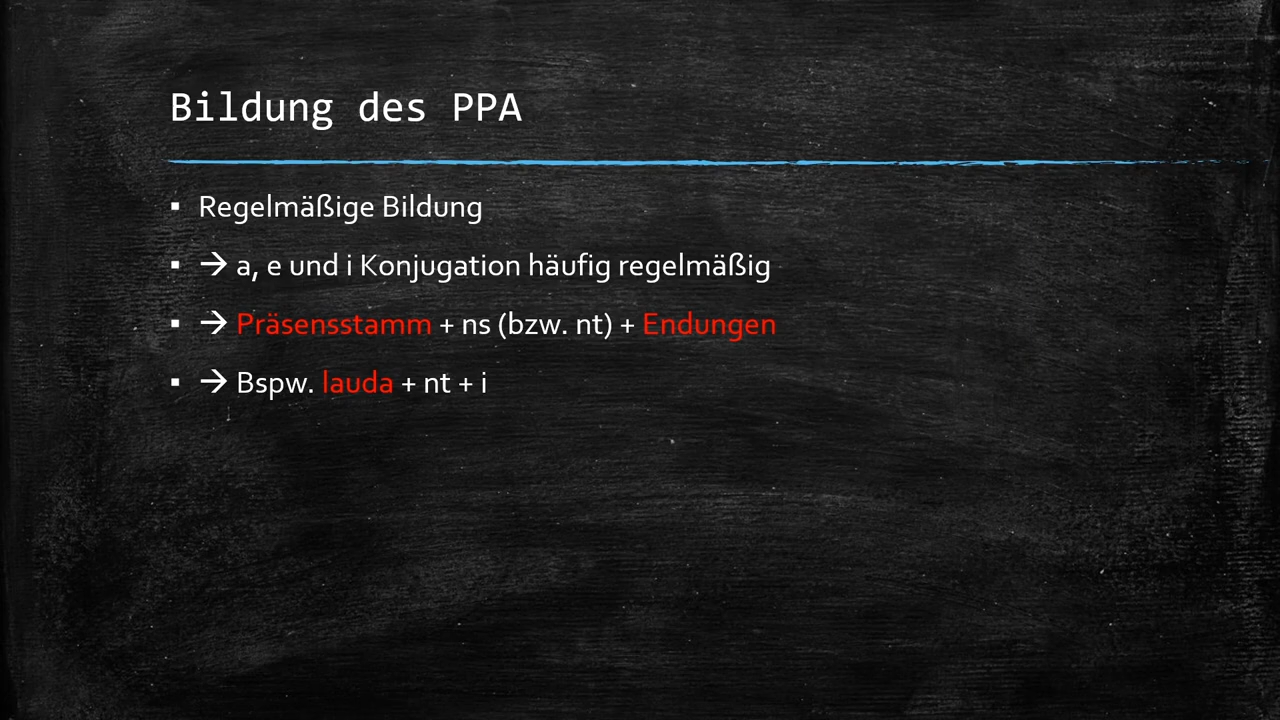 Bildung des PPA
▪ Regelmäßige Bildung
▪ → a, e und i Konjugation häufig regelmäßig
▪ → Präsensstamm + ns (bzw. nt) + Endungen
▪ → Bspw. lauda + nt + i